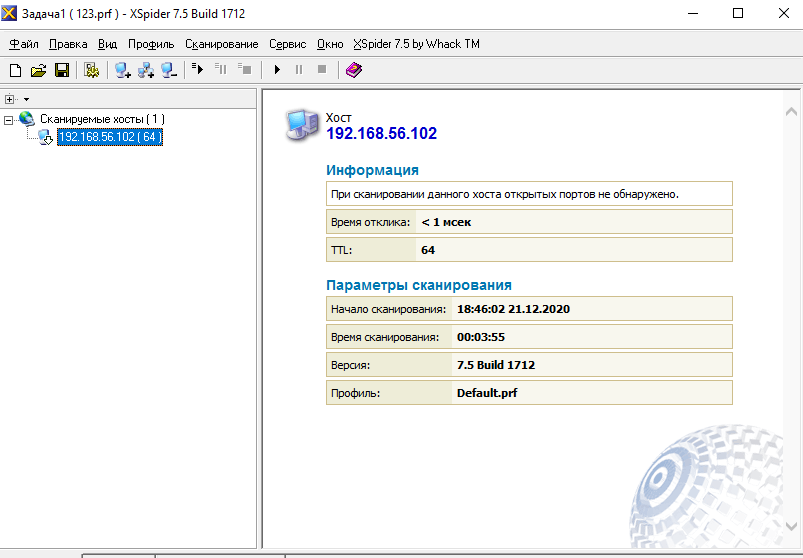 Задача1 ( 123.prf ) - XSpider 7.5 Build 1712
Файл Правка Вид Профиль Сканирование Сервис Окно XSpider 7.5 by Whack TM
Сканируемые хосты ( 1 )
192.168.56.102 ( 64 )
Хост
192.168.56.102
Информация
При сканировании данного хоста открытых портов не обнаружено.
Время отклика: < 1 мсек
TTL: 64
Параметры сканирования
Начало сканирования: 18:46:02 21.12.2020
Время сканирования: 00:03:55
Версия: 7.5 Build 1712
Профиль: Default.prf